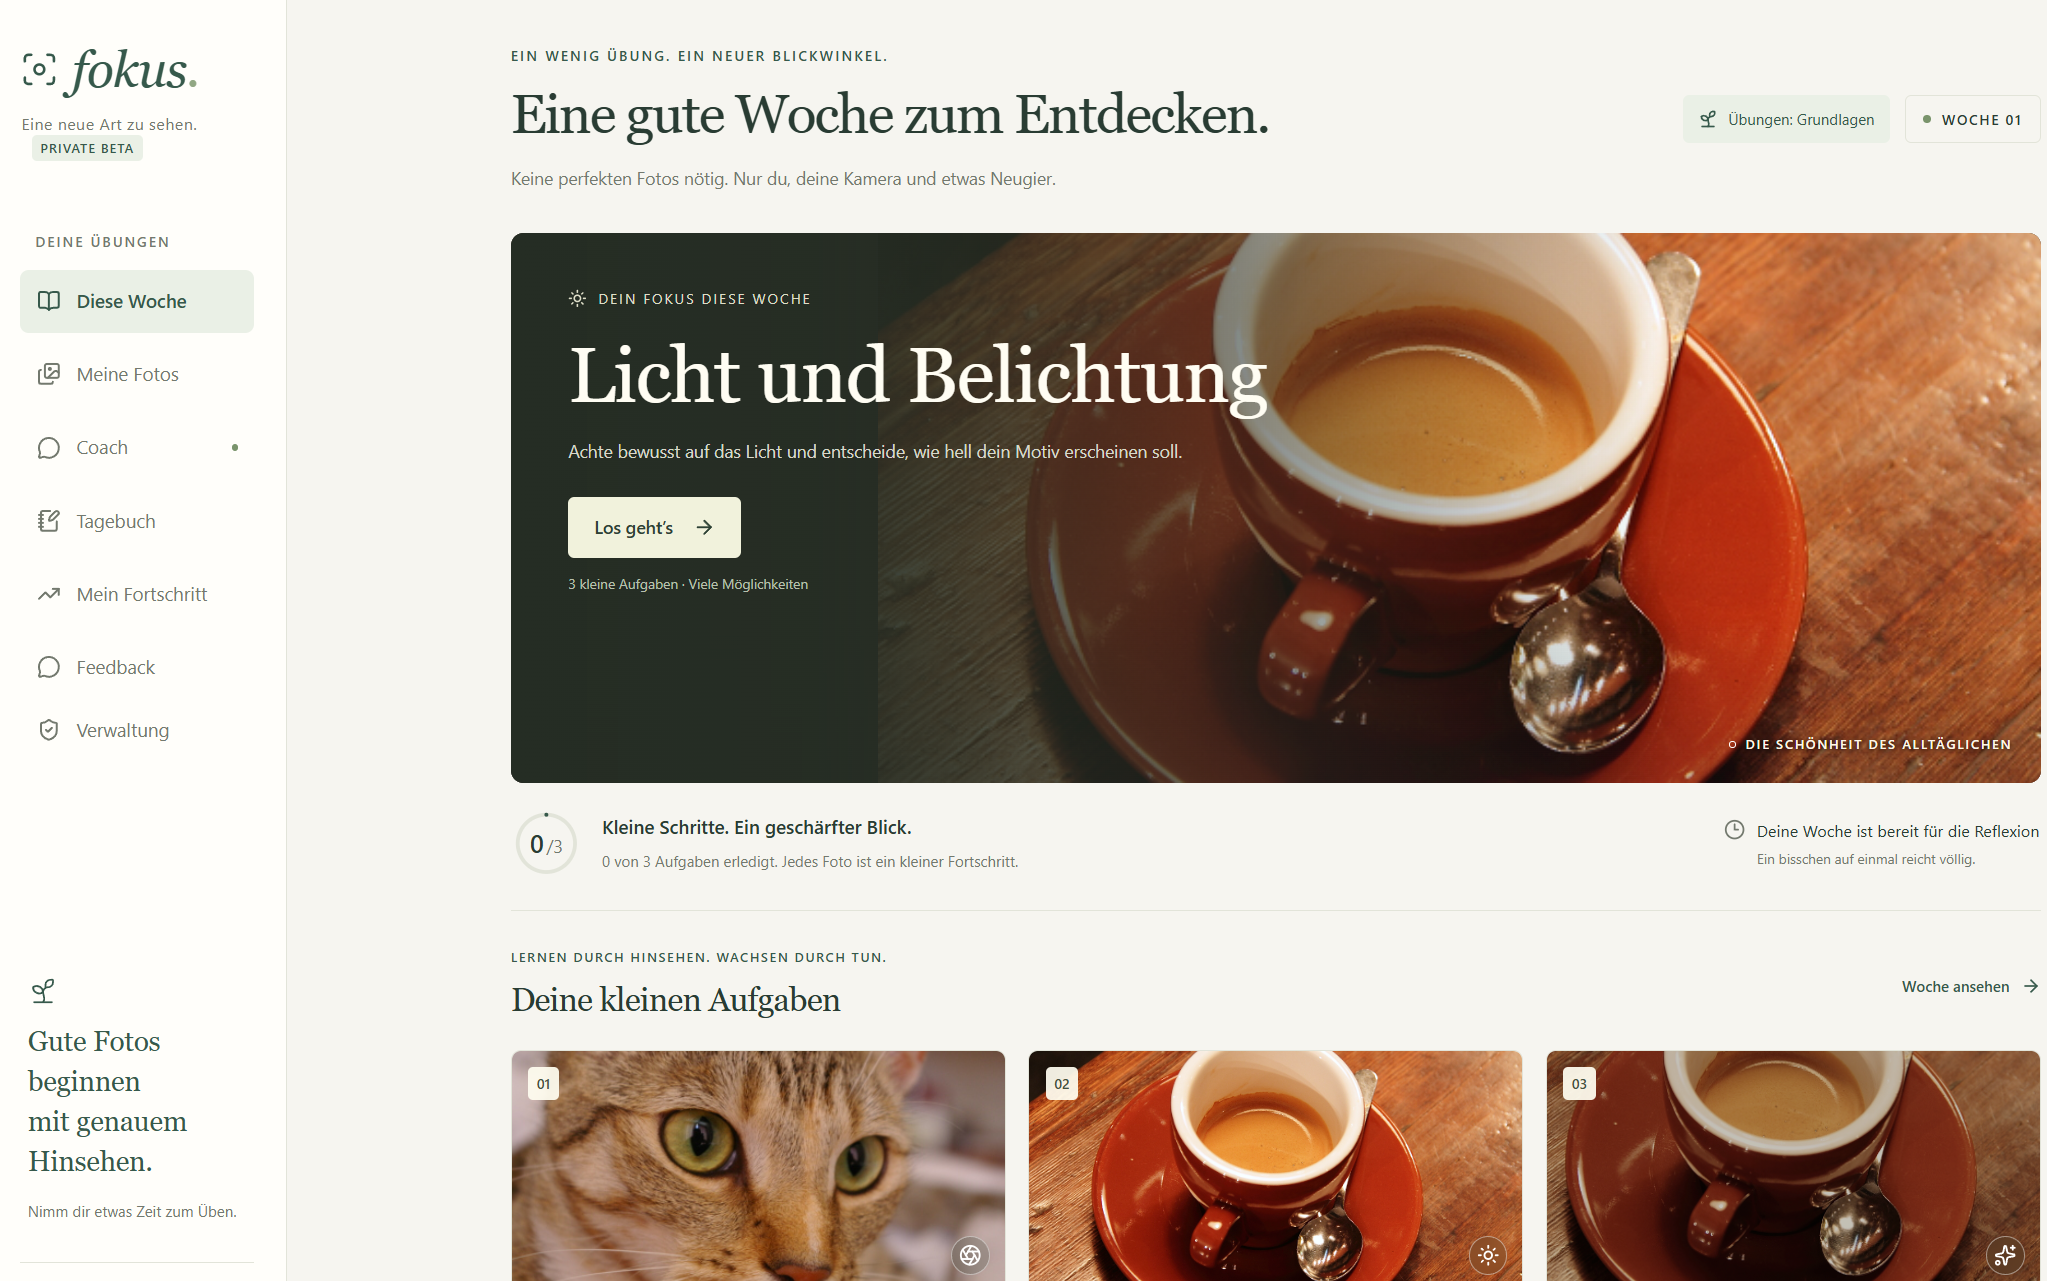 fokus.
Eine neue Art zu sehen.
PRIVATE BETA
DEINE ÜBUNGEN
Diese Woche
Meine Fotos
Coach
Tagebuch
Mein Fortschritt
Feedback
Verwaltung
Gute Fotos
beginnen
mit genauem
Hinsehen.
Nimm dir etwas Zeit zum Üben.
EIN WENIG ÜBUNG. EIN NEUER BLICKWINKEL.
Eine gute Woche zum Entdecken.
Keine perfekten Fotos nötig. Nur du, deine Kamera und etwas Neugier.
Übungen: Grundlagen
WOCHE 01
DEIN FOKUS DIESE WOCHE
Licht und Belichtung
Achte bewusst auf das Licht und entscheide, wie hell dein Motiv erscheinen soll.
Los geht's
3 kleine Aufgaben · Viele Möglichkeiten
DIE SCHÖNHEIT DES ALLTÄGLICHEN
0/3
Kleine Schritte. Ein geschärfter Blick.
0 von 3 Aufgaben erledigt. Jedes Foto ist ein kleiner Fortschritt.
Deine Woche ist bereit für die Reflexion
Ein bisschen auf einmal reicht völlig.
LERNEN DURCH HINSEHEN. WACHSEN DURCH TUN.
Deine kleinen Aufgaben
Woche ansehen
01
02
03